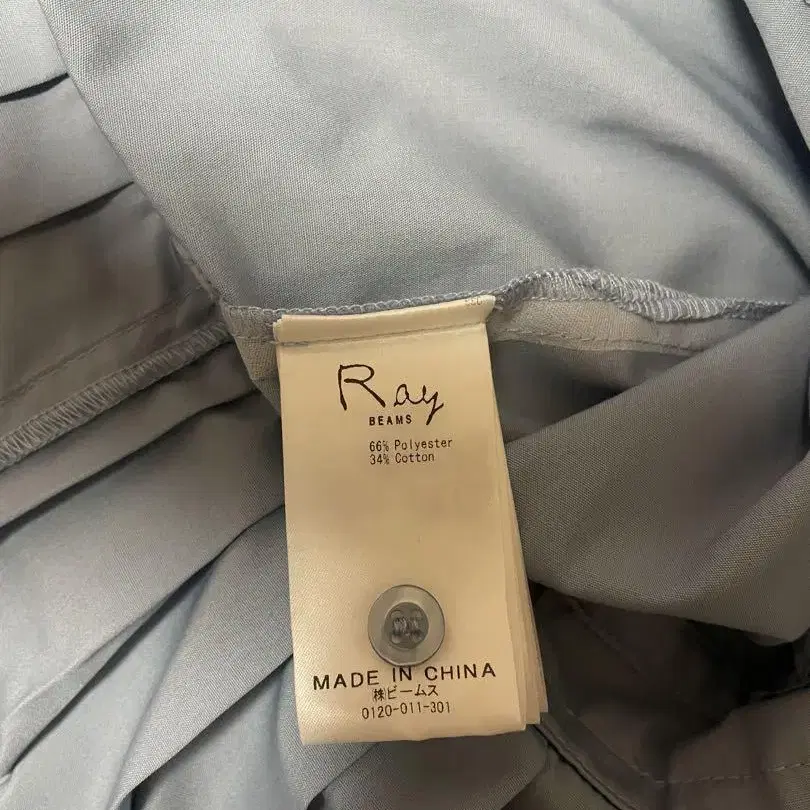 Ray
BEAMS
66% Polyester
34% Cotton
MADE IN CHINA
㈱ビームス
0120-011-301